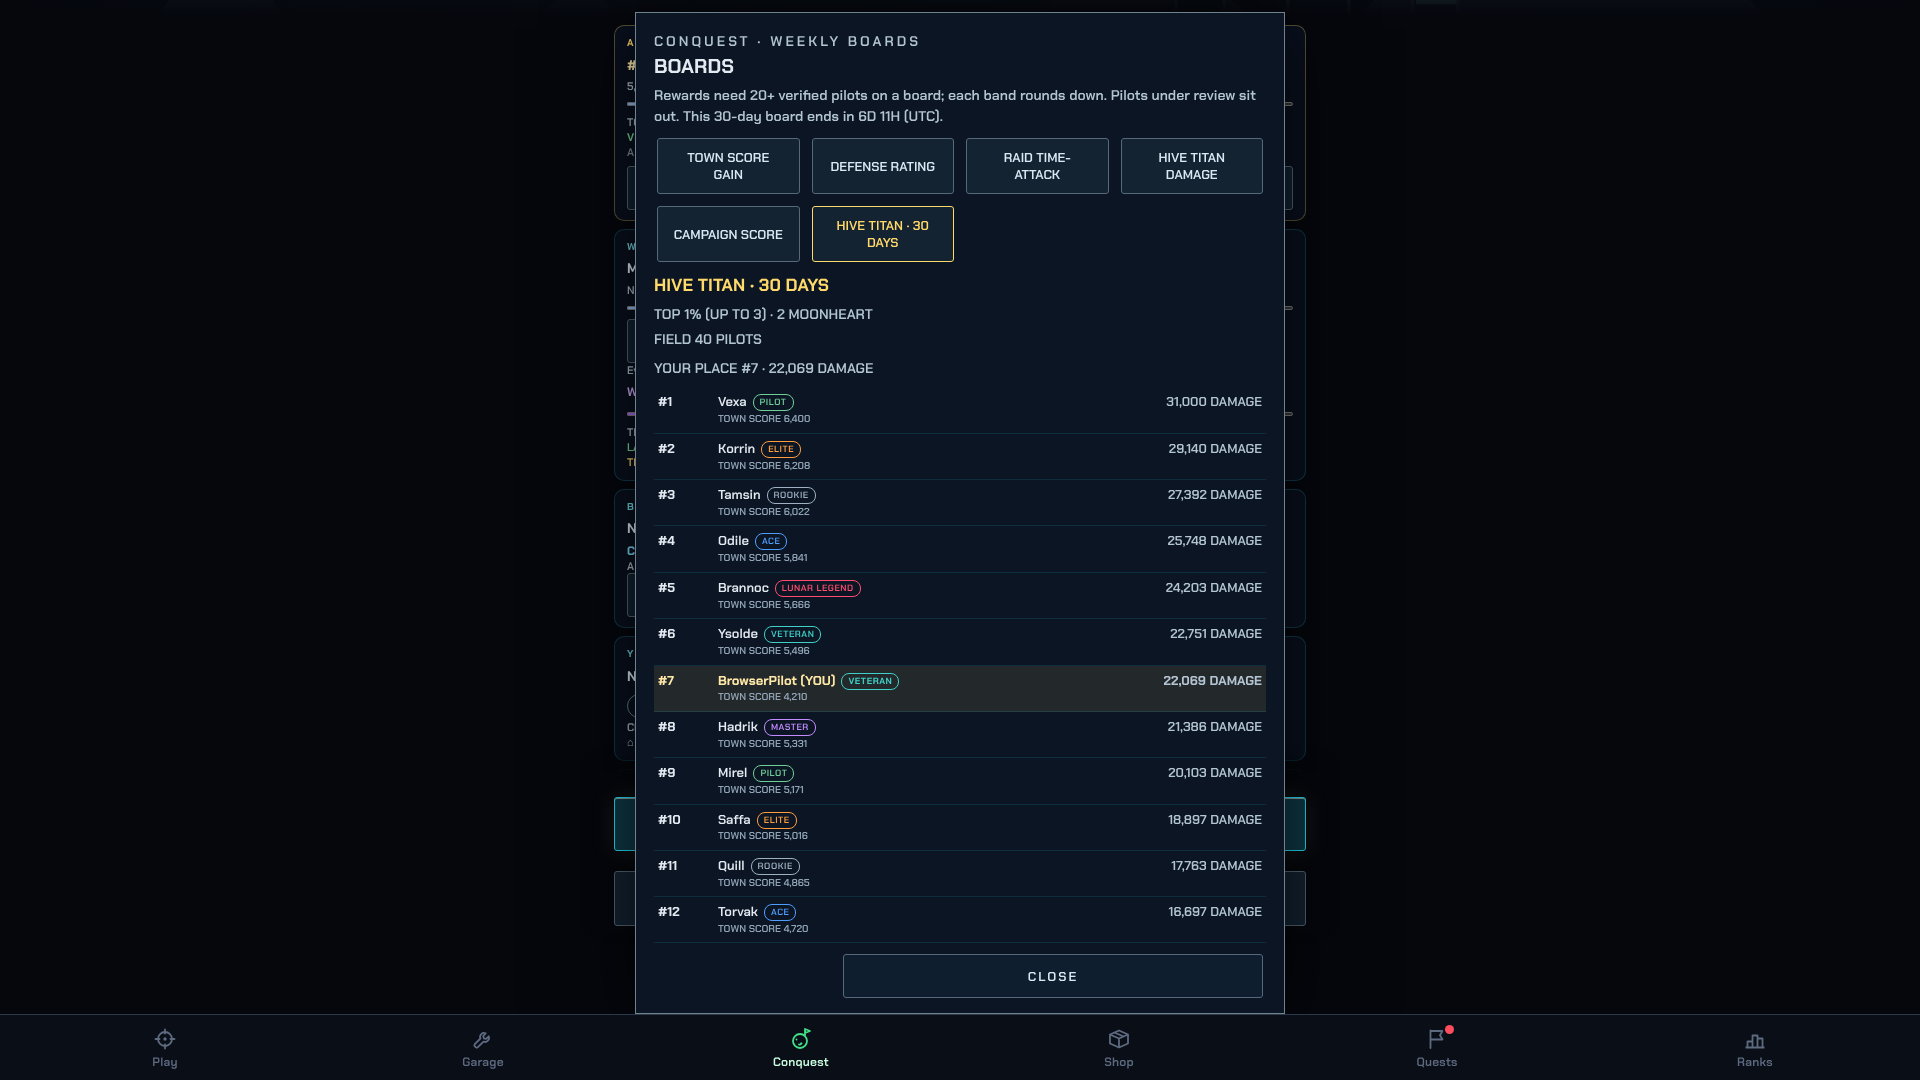 CONQUEST · WEEKLY BOARDS
BOARDS
Rewards need 20+ verified pilots on a board; each band rounds down. Pilots under review sit
out. This 30-day board ends in 6D 11H (UTC).
TOWN SCORE
GAIN
DEFENSE RATING
RAID TIME-
ATTACK
HIVE TITAN
DAMAGE
CAMPAIGN SCORE
HIVE TITAN · 30
DAYS
HIVE TITAN · 30 DAYS
TOP 1% (UP TO 3) · 2 MOONHEART
FIELD 40 PILOTS
YOUR PLACE #7 · 22,069 DAMAGE
#1 Vexa PILOT 31,000 DAMAGE
TOWN SCORE 6,400
#2 Korrin ELITE 29,140 DAMAGE
TOWN SCORE 6,208
#3 Tamsin ROOKIE 27,392 DAMAGE
TOWN SCORE 6,022
#4 Odile ACE 25,748 DAMAGE
TOWN SCORE 5,841
#5 Brannoc LUNAR LEGEND 24,203 DAMAGE
TOWN SCORE 5,666
#6 Ysolde VETERAN 22,751 DAMAGE
TOWN SCORE 5,496
#7 BrowserPilot (YOU) VETERAN 22,069 DAMAGE
TOWN SCORE 4,210
#8 Hadrik MASTER 21,386 DAMAGE
TOWN SCORE 5,331
#9 Mirel PILOT 20,103 DAMAGE
TOWN SCORE 5,171
#10 Saffa ELITE 18,897 DAMAGE
TOWN SCORE 5,016
#11 Quill ROOKIE 17,763 DAMAGE
TOWN SCORE 4,865
#12 Torvak ACE 16,697 DAMAGE
TOWN SCORE 4,720
CLOSE
Play
Garage
Conquest
Shop
Quests
Ranks